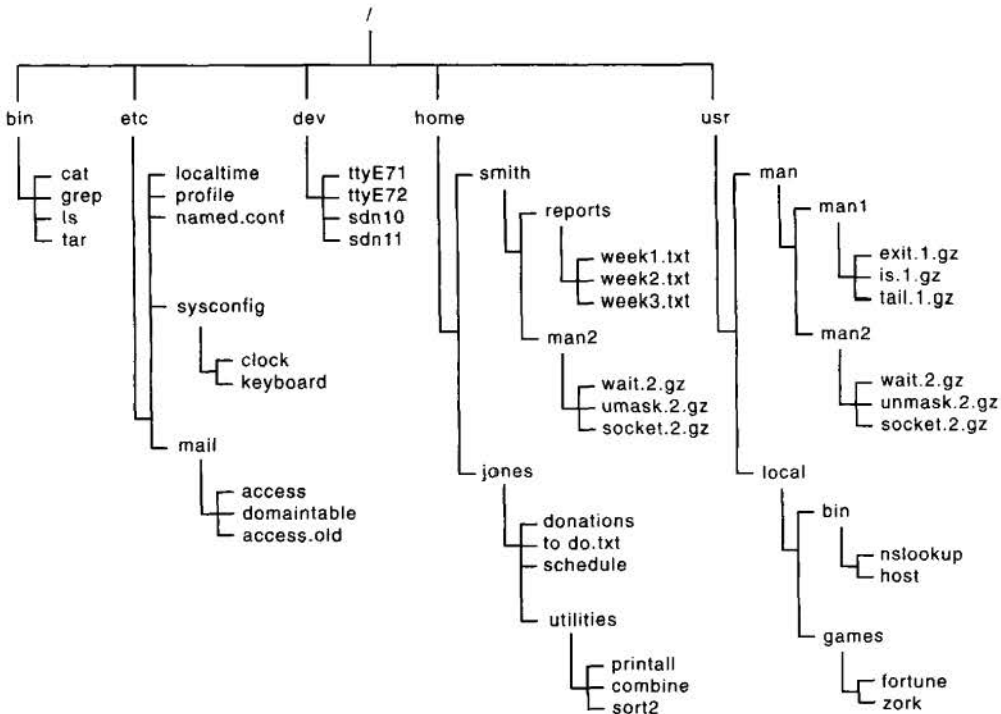 /
bin etc dev home usr
cat
grep
ls
tar
localtime
profile
named.conf
sysconfig
clock
keyboard
mail
access
domaintable
access.old
ttyE71
ttyE72
sdn10
sdn11
smith
reports
week1.txt
week2.txt
week3.txt
man2
wait.2.gz
umask.2.gz
socket.2.gz
jones
donations
to do.txt
schedule
utilities
printall
combine
sort2
man
man1
exit.1.gz
is.1.gz
tail.1.gz
man2
wait.2.gz
unmask.2.gz
socket.2.gz
local
bin
nslookup
host
games
fortune
zork